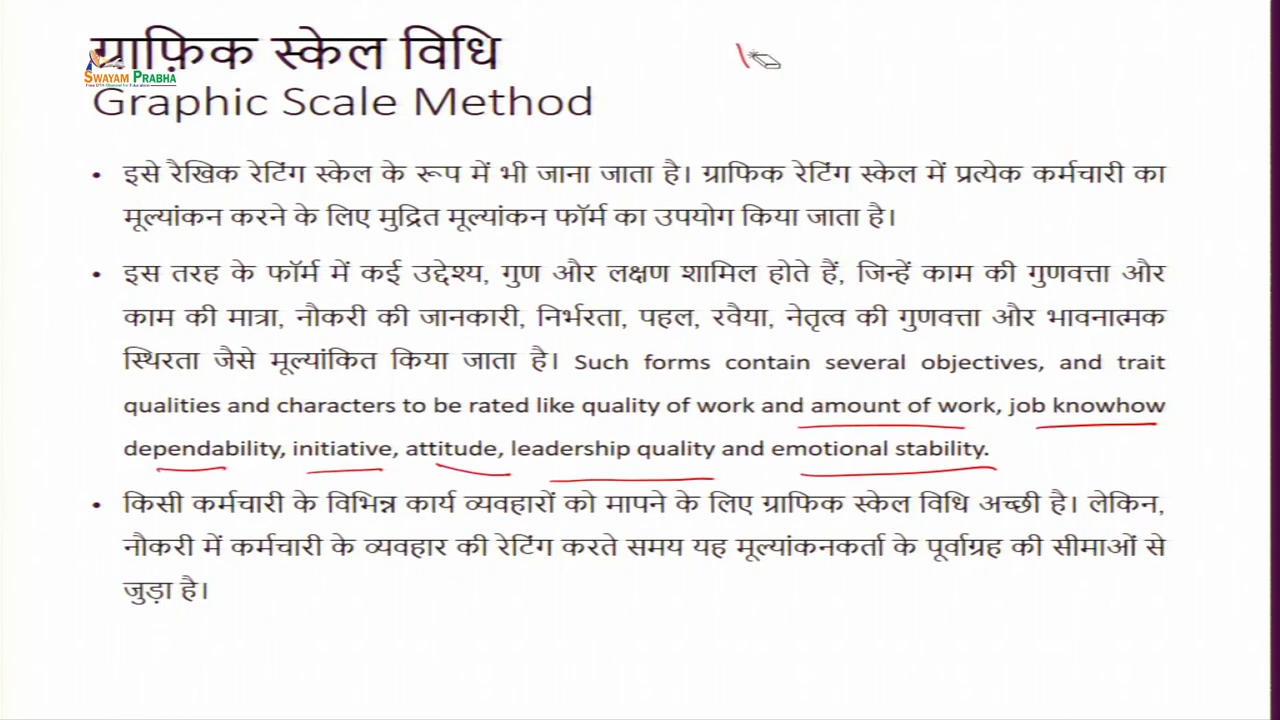 ग्राफ़िक स्केल विधि
SWAYAM PRABHA
Graphic Scale Method
• इसे रैखिक रेटिंग स्केल के रूप में भी जाना जाता है। ग्राफिक रेटिंग स्केल में प्रत्येक कर्मचारी का
मूल्यांकन करने के लिए मुद्रित मूल्यांकन फॉर्म का उपयोग किया जाता है।
• इस तरह के फॉर्म में कई उद्देश्य, गुण और लक्षण शामिल होते हैं, जिन्हें काम की गुणवत्ता और
काम की मात्रा, नौकरी की जानकारी, निर्भरता, पहल, रवैया, नेतृत्व की गुणवत्ता और भावनात्मक
स्थिरता जैसे मूल्यांकित किया जाता है। Such forms contain several objectives, and trait
qualities and characters to be rated like quality of work and amount of work, job knowhow
dependability, initiative, attitude, leadership quality and emotional stability.
• किसी कर्मचारी के विभिन्न कार्य व्यवहारों को मापने के लिए ग्राफिक स्केल विधि अच्छी है। लेकिन,
नौकरी में कर्मचारी के व्यवहार की रेटिंग करते समय यह मूल्यांकनकर्ता के पूर्वाग्रह की सीमाओं से
जुड़ा है।